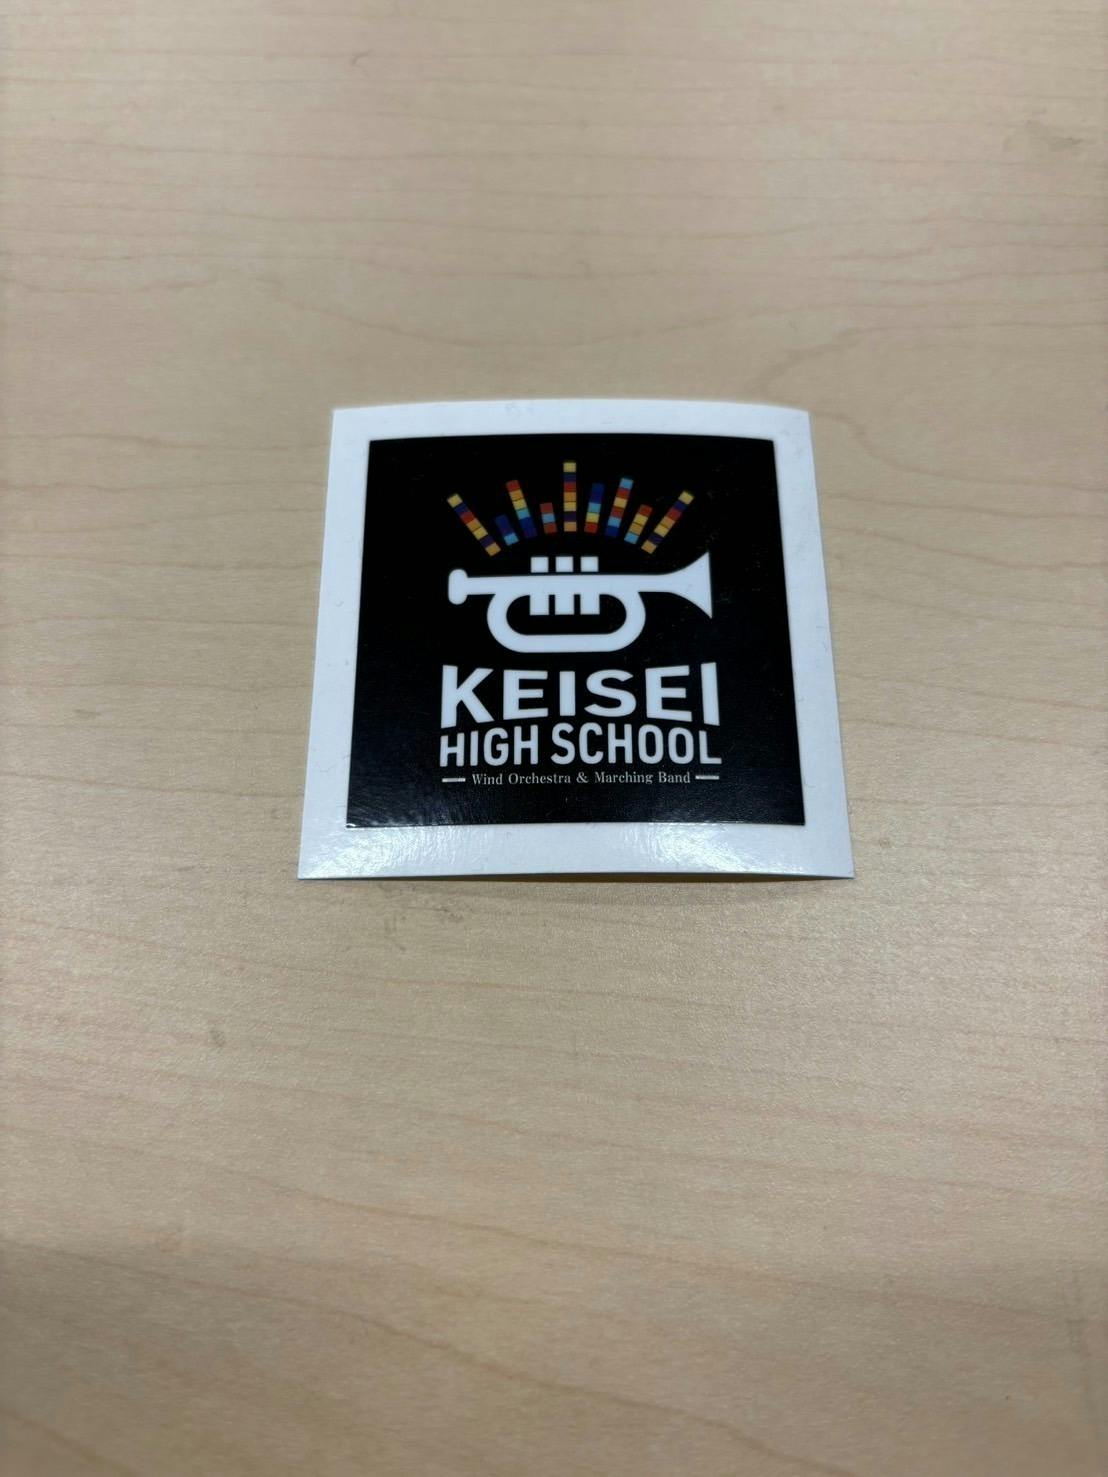 KEISEI
HIGH SCHOOL
Wind Orchestra & Marching Band